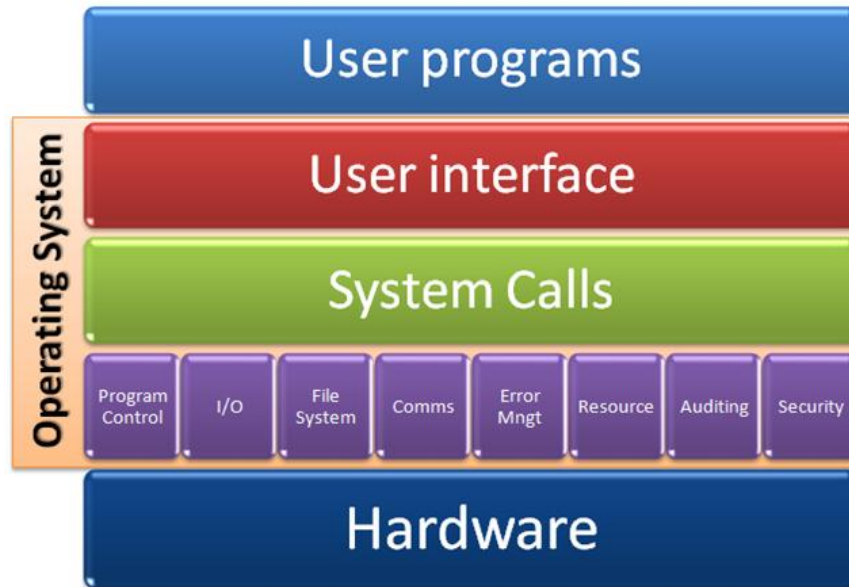 User programs
Operating System
User interface
System Calls
Program
Control
I/O
File
System
Comms
Error
Mngt
Resource
Auditing
Security
Hardware